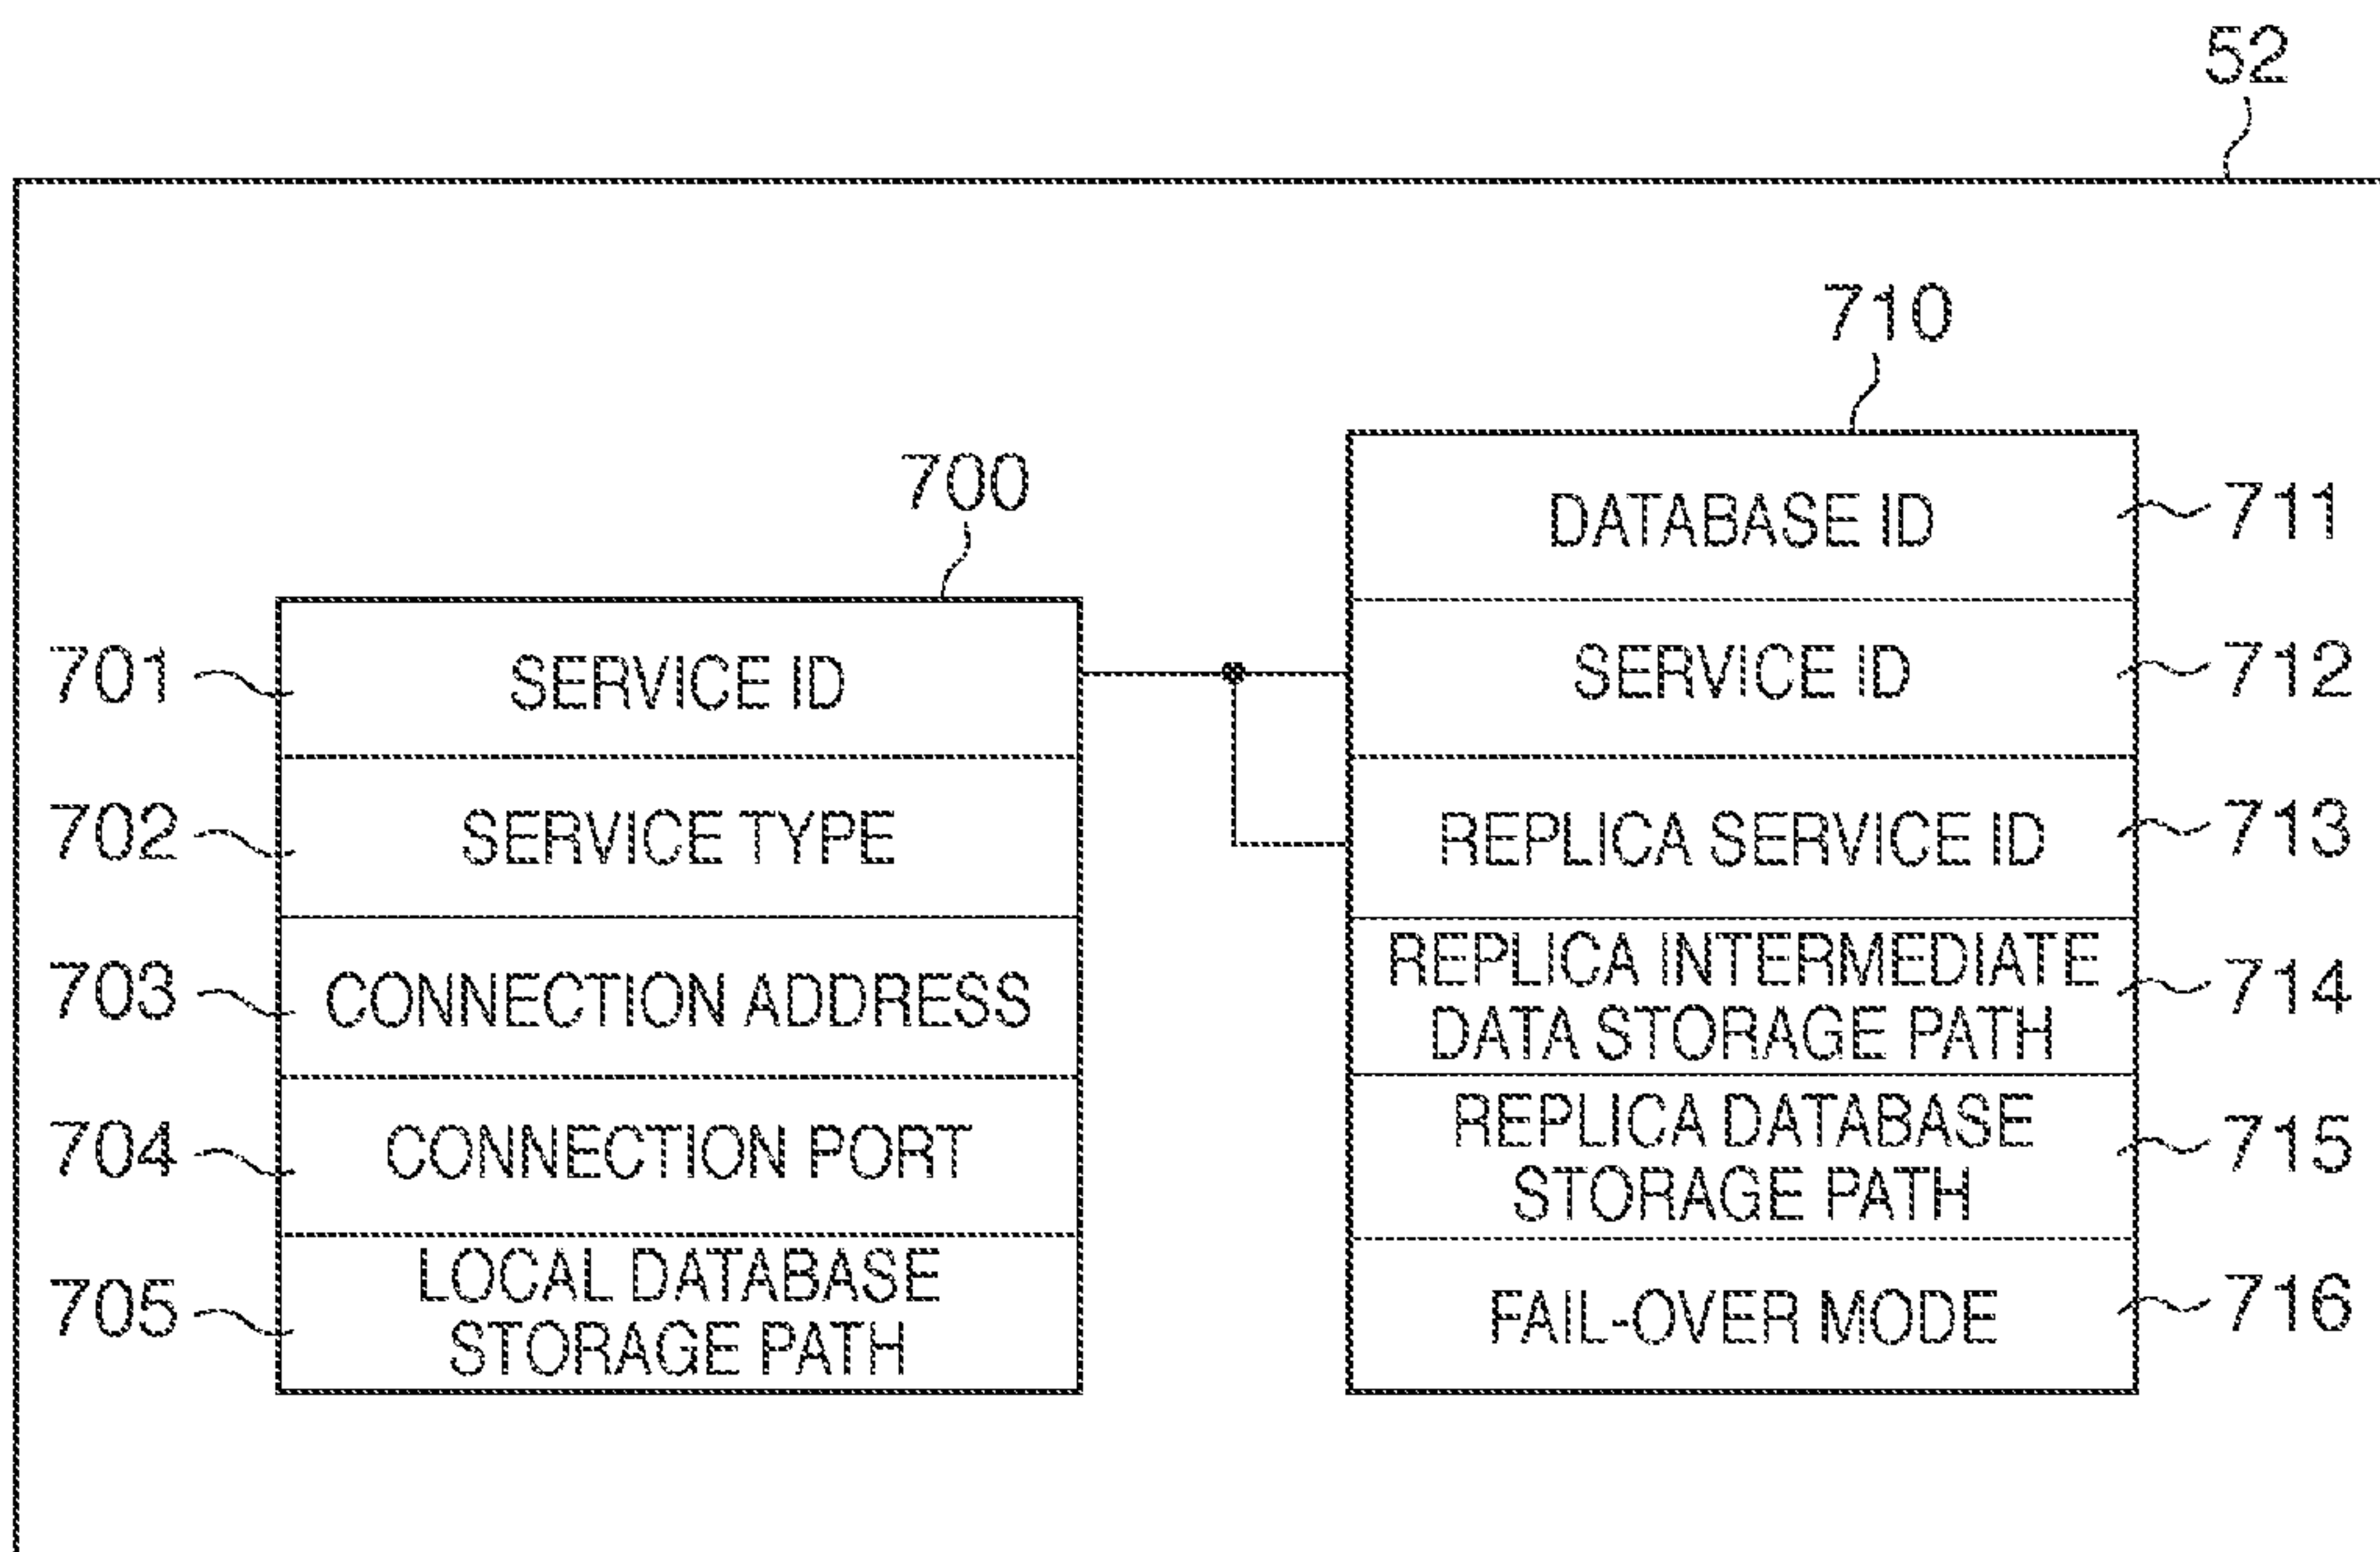 52
710
700
DATABASE ID
711
701
SERVICE ID
SERVICE ID
712
702
SERVICE TYPE
REPLICA SERVICE ID
713
703
CONNECTION ADDRESS
REPLICA INTERMEDIATE
DATA STORAGE PATH
714
704
CONNECTION PORT
REPLICA DATABASE
STORAGE PATH
715
705
LOCAL DATABASE
STORAGE PATH
FAIL-OVER MODE
716